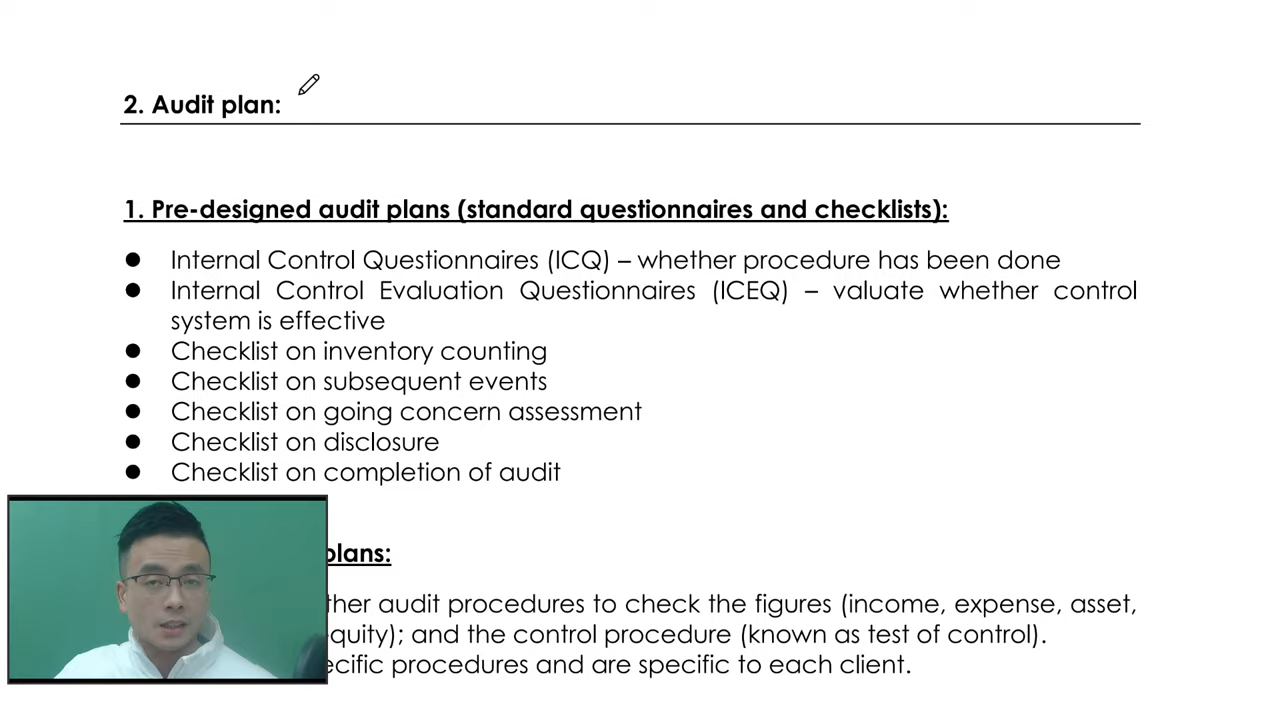 2. Audit plan:
1. Pre-designed audit plans (standard questionnaires and checklists):
● Internal Control Questionnaires (ICQ) – whether procedure has been done
● Internal Control Evaluation Questionnaires (ICEQ) – valuate whether control
system is effective
● Checklist on inventory counting
● Checklist on subsequent events
● Checklist on going concern assessment
● Checklist on disclosure
● Checklist on completion of audit
plans:
audit procedures to check the figures (income, expense, asset,
and the control procedure (known as test of control).
procedures and are specific to each client.